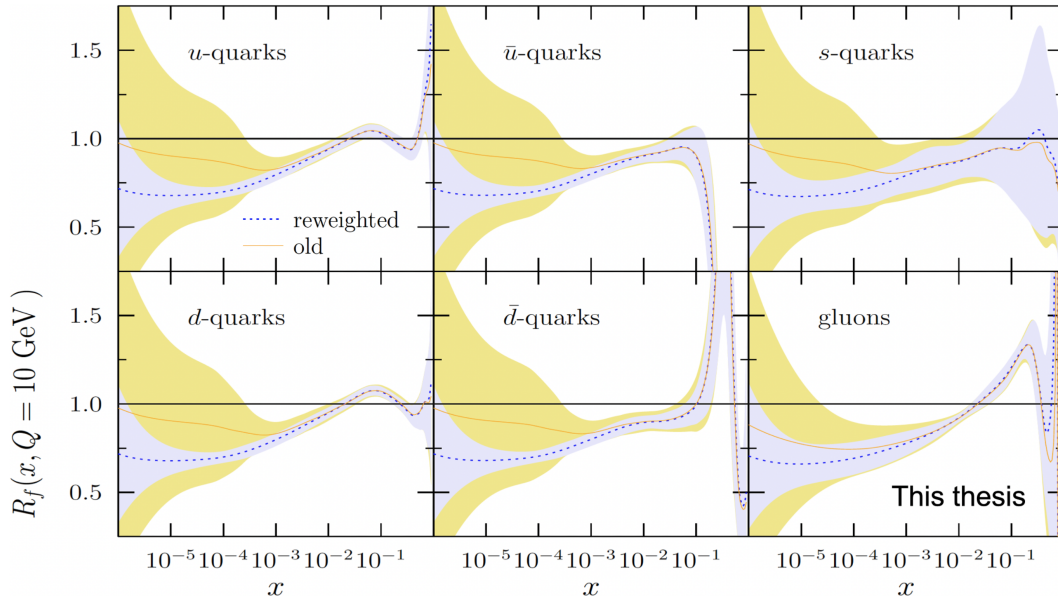 u-quarks
ū-quarks
s-quarks
1.5
1.0
0.5
reweighted
old
d-quarks
d̄-quarks
gluons
1.5
1.0
0.5
This thesis
R_f(x, Q = 10 GeV )
10⁻⁵ 10⁻⁴ 10⁻³ 10⁻² 10⁻¹
10⁻⁵ 10⁻⁴ 10⁻³ 10⁻² 10⁻¹
10⁻⁵ 10⁻⁴ 10⁻³ 10⁻² 10⁻¹
x
x
x